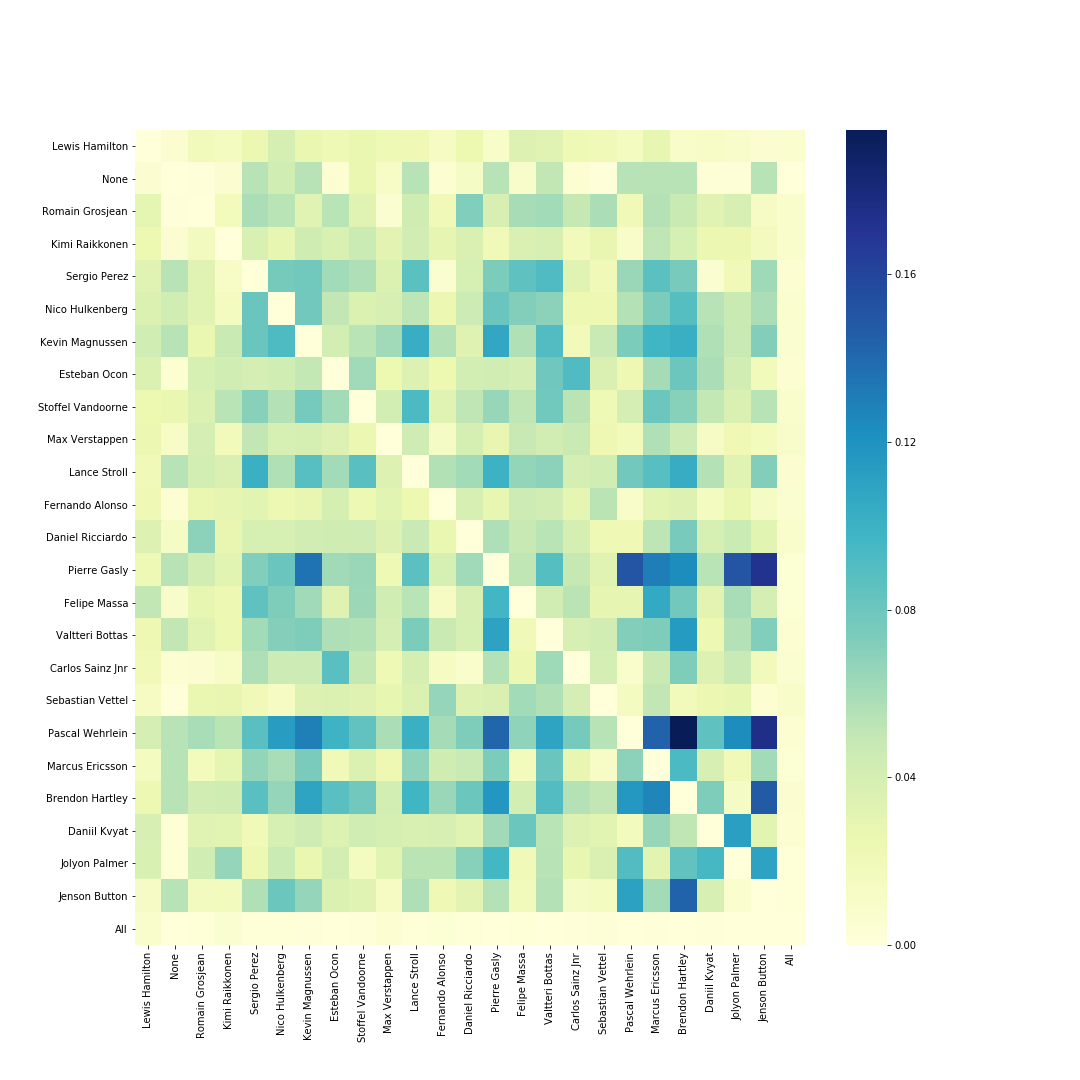 Lewis Hamilton
None
Romain Grosjean
Kimi Raikkonen
Sergio Perez
Nico Hulkenberg
Kevin Magnussen
Esteban Ocon
Stoffel Vandoorne
Max Verstappen
Lance Stroll
Fernando Alonso
Daniel Ricciardo
Pierre Gasly
Felipe Massa
Valtteri Bottas
Carlos Sainz Jnr
Sebastian Vettel
Pascal Wehrlein
Marcus Ericsson
Brendon Hartley
Daniil Kvyat
Jolyon Palmer
Jenson Button
All
Lewis Hamilton
None
Romain Grosjean
Kimi Raikkonen
Sergio Perez
Nico Hulkenberg
Kevin Magnussen
Esteban Ocon
Stoffel Vandoorne
Max Verstappen
Lance Stroll
Fernando Alonso
Daniel Ricciardo
Pierre Gasly
Felipe Massa
Valtteri Bottas
Carlos Sainz Jnr
Sebastian Vettel
Pascal Wehrlein
Marcus Ericsson
Brendon Hartley
Daniil Kvyat
Jolyon Palmer
Jenson Button
All
0.16
0.12
0.08
0.04
0.00